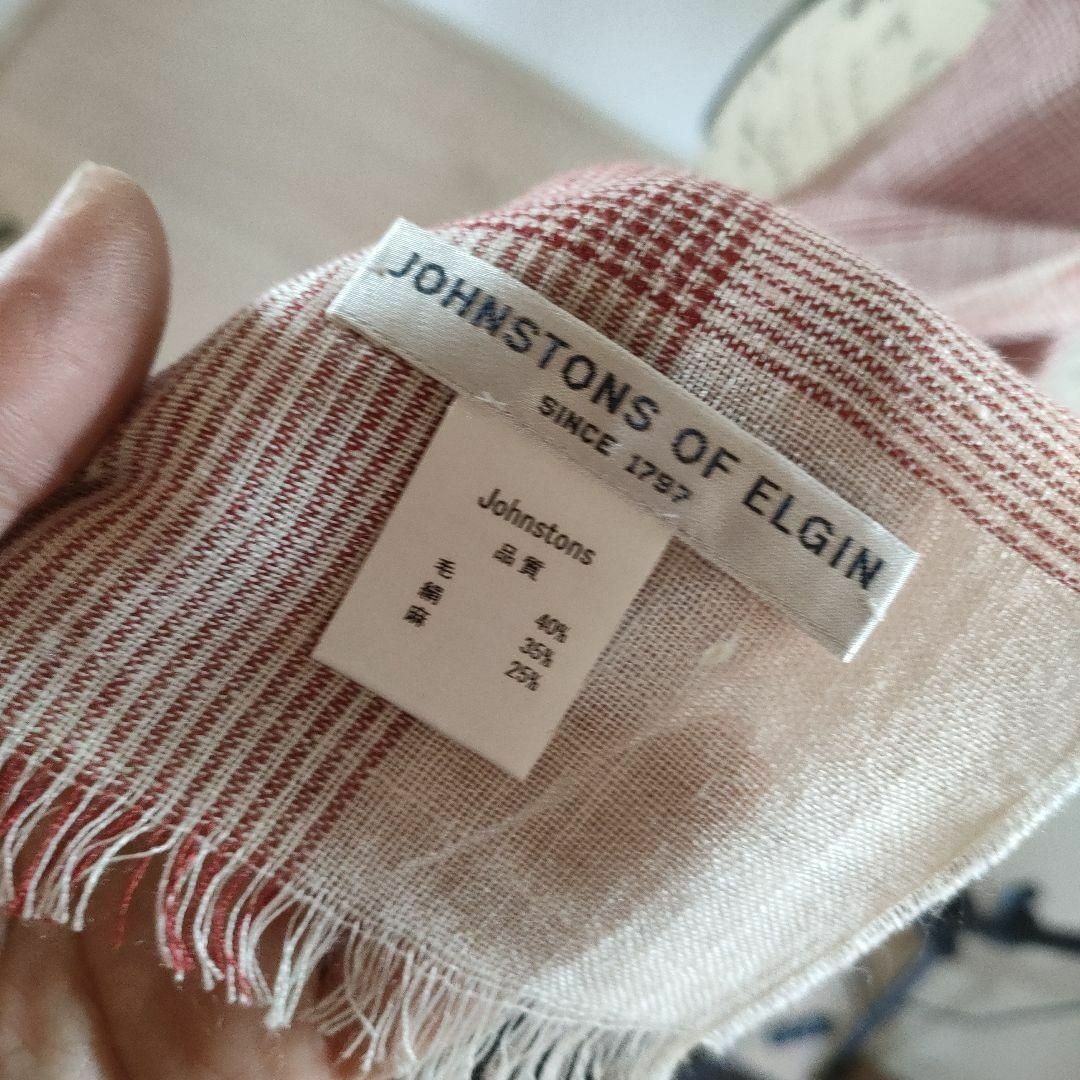 JOHNSTONS OF ELGIN
SINCE 1797
Johnstons
品質
毛 40%
絹 35%
麻 25%